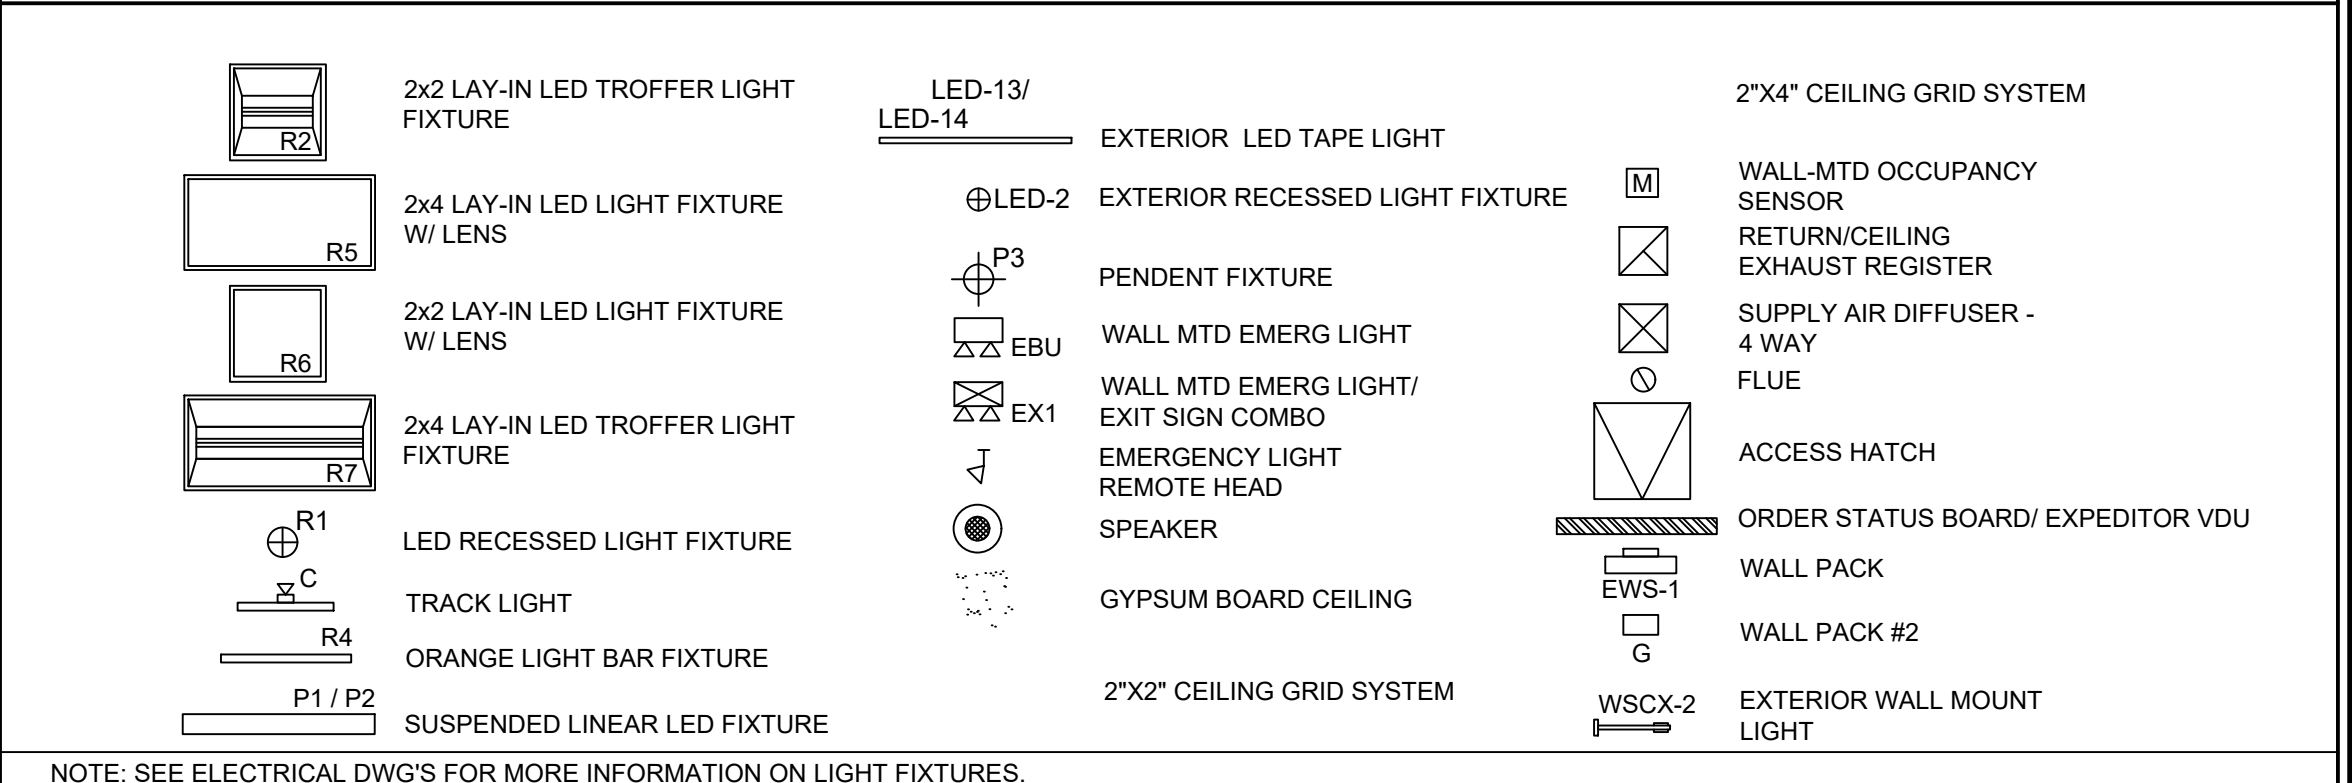 R2
2x2 LAY-IN LED TROFFER LIGHT
FIXTURE
R5
2x4 LAY-IN LED LIGHT FIXTURE
W/ LENS
R6
2x2 LAY-IN LED LIGHT FIXTURE
W/ LENS
R7
2x4 LAY-IN LED TROFFER LIGHT
FIXTURE
R1
LED RECESSED LIGHT FIXTURE
C
TRACK LIGHT
R4
ORANGE LIGHT BAR FIXTURE
P1 / P2
SUSPENDED LINEAR LED FIXTURE
LED-13/
LED-14
EXTERIOR LED TAPE LIGHT
LED-2
EXTERIOR RECESSED LIGHT FIXTURE
P3
PENDENT FIXTURE
EBU
WALL MTD EMERG LIGHT
EX1
WALL MTD EMERG LIGHT/
EXIT SIGN COMBO
EMERGENCY LIGHT
REMOTE HEAD
SPEAKER
GYPSUM BOARD CEILING
2"X2" CEILING GRID SYSTEM
2"X4" CEILING GRID SYSTEM
M
WALL-MTD OCCUPANCY
SENSOR
RETURN/CEILING
EXHAUST REGISTER
SUPPLY AIR DIFFUSER -
4 WAY
FLUE
ACCESS HATCH
ORDER STATUS BOARD/ EXPEDITOR VDU
EWS-1
WALL PACK
G
WALL PACK #2
WSCX-2
EXTERIOR WALL MOUNT
LIGHT
NOTE: SEE ELECTRICAL DWG'S FOR MORE INFORMATION ON LIGHT FIXTURES.